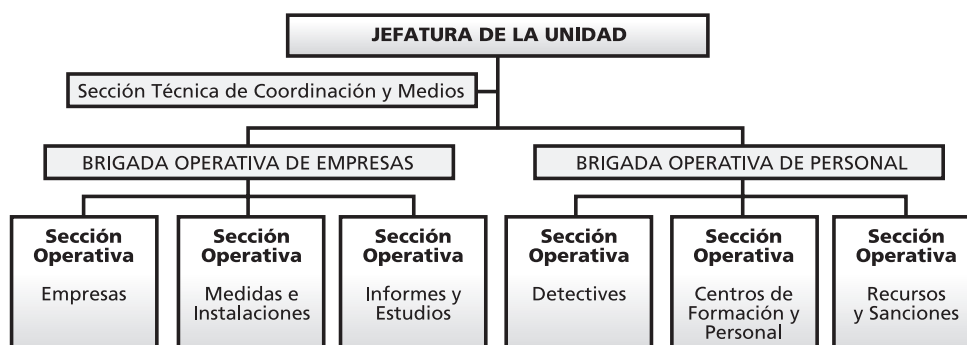 JEFATURA DE LA UNIDAD
Sección Técnica de Coordinación y Medios
BRIGADA OPERATIVA DE EMPRESAS
BRIGADA OPERATIVA DE PERSONAL
Sección
Operativa
Empresas
Sección
Operativa
Medidas e
Instalaciones
Sección
Operativa
Informes y
Estudios
Sección
Operativa
Detectives
Sección
Operativa
Centros de
Formación y
Personal
Sección
Operativa
Recursos
y Sanciones